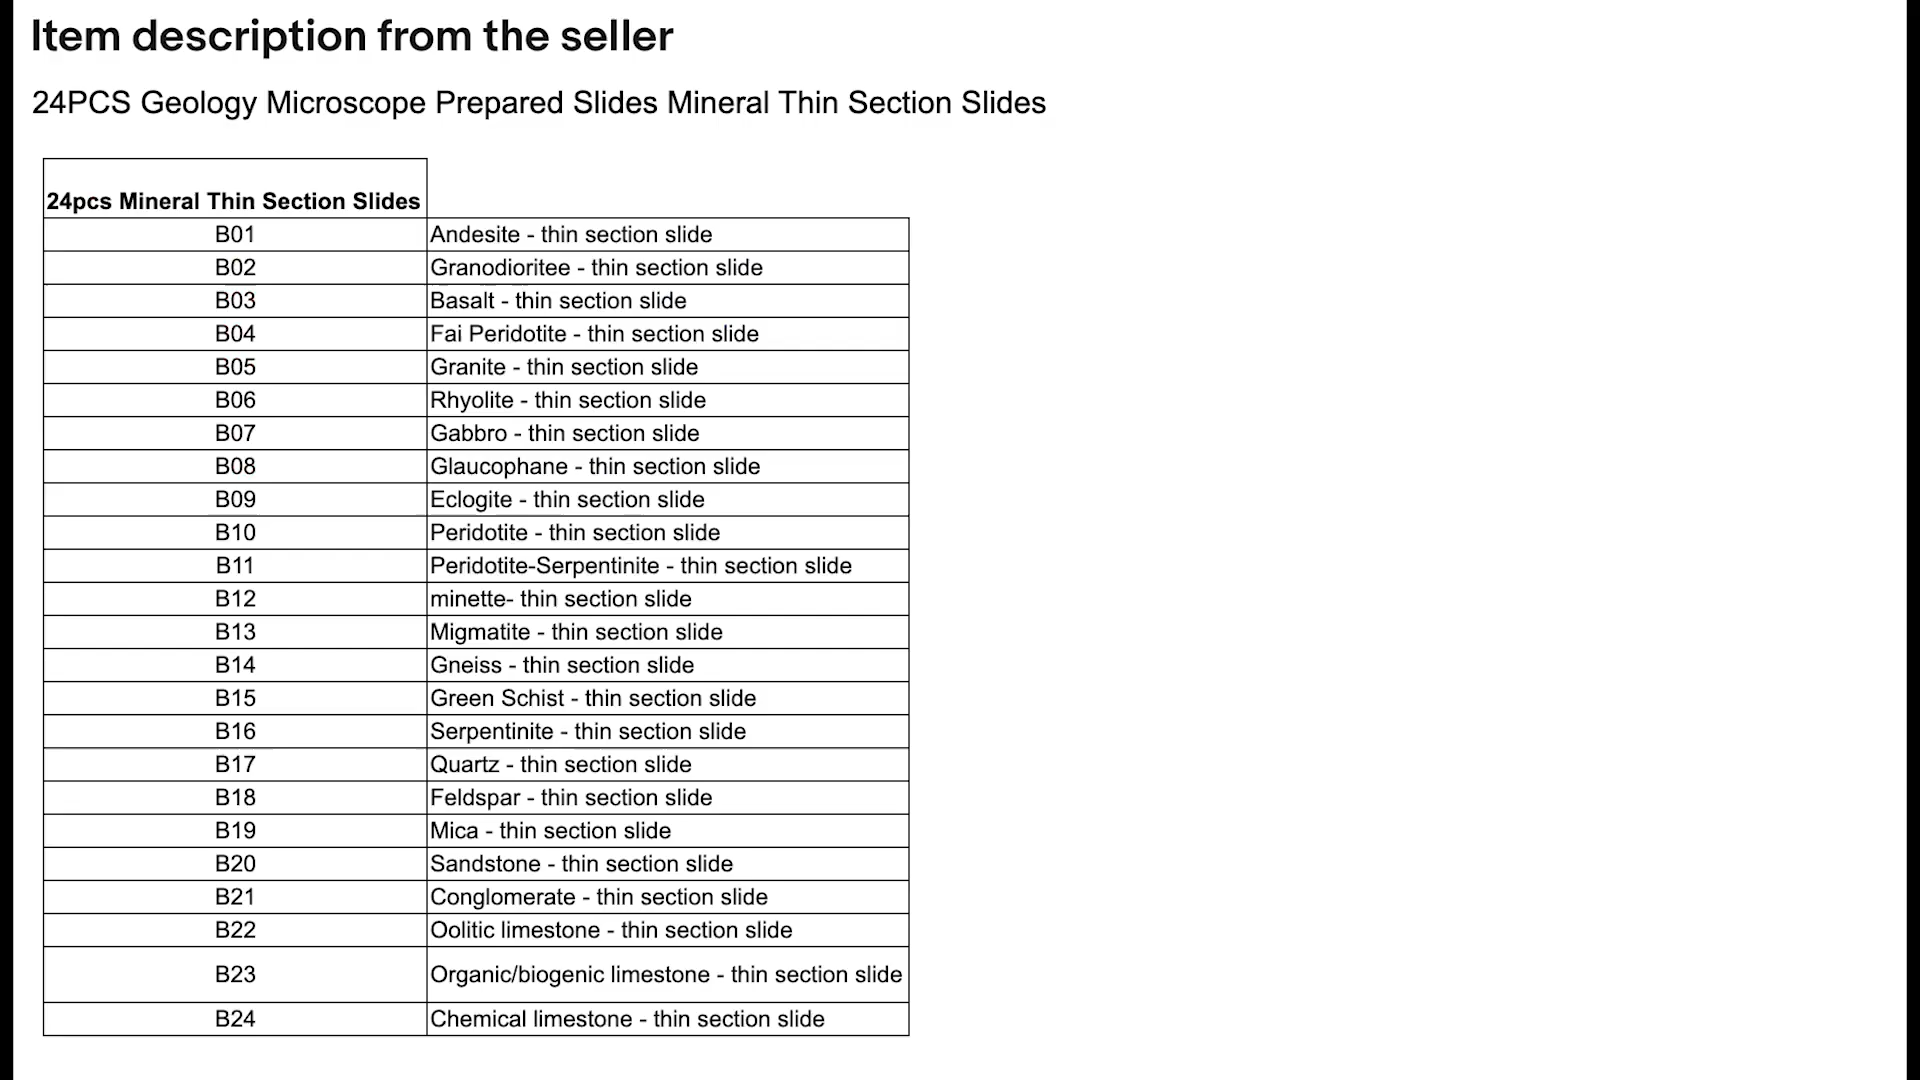 Item description from the seller
24PCS Geology Microscope Prepared Slides Mineral Thin Section Slides
24pcs Mineral Thin Section Slides
B01 Andesite - thin section slide
B02 Granodioritee - thin section slide
B03 Basalt - thin section slide
B04 Fai Peridotite - thin section slide
B05 Granite - thin section slide
B06 Rhyolite - thin section slide
B07 Gabbro - thin section slide
B08 Glaucophane - thin section slide
B09 Eclogite - thin section slide
B10 Peridotite - thin section slide
B11 Peridotite-Serpentinite - thin section slide
B12 minette- thin section slide
B13 Migmatite - thin section slide
B14 Gneiss - thin section slide
B15 Green Schist - thin section slide
B16 Serpentinite - thin section slide
B17 Quartz - thin section slide
B18 Feldspar - thin section slide
B19 Mica - thin section slide
B20 Sandstone - thin section slide
B21 Conglomerate - thin section slide
B22 Oolitic limestone - thin section slide
B23 Organic/biogenic limestone - thin section slide
B24 Chemical limestone - thin section slide